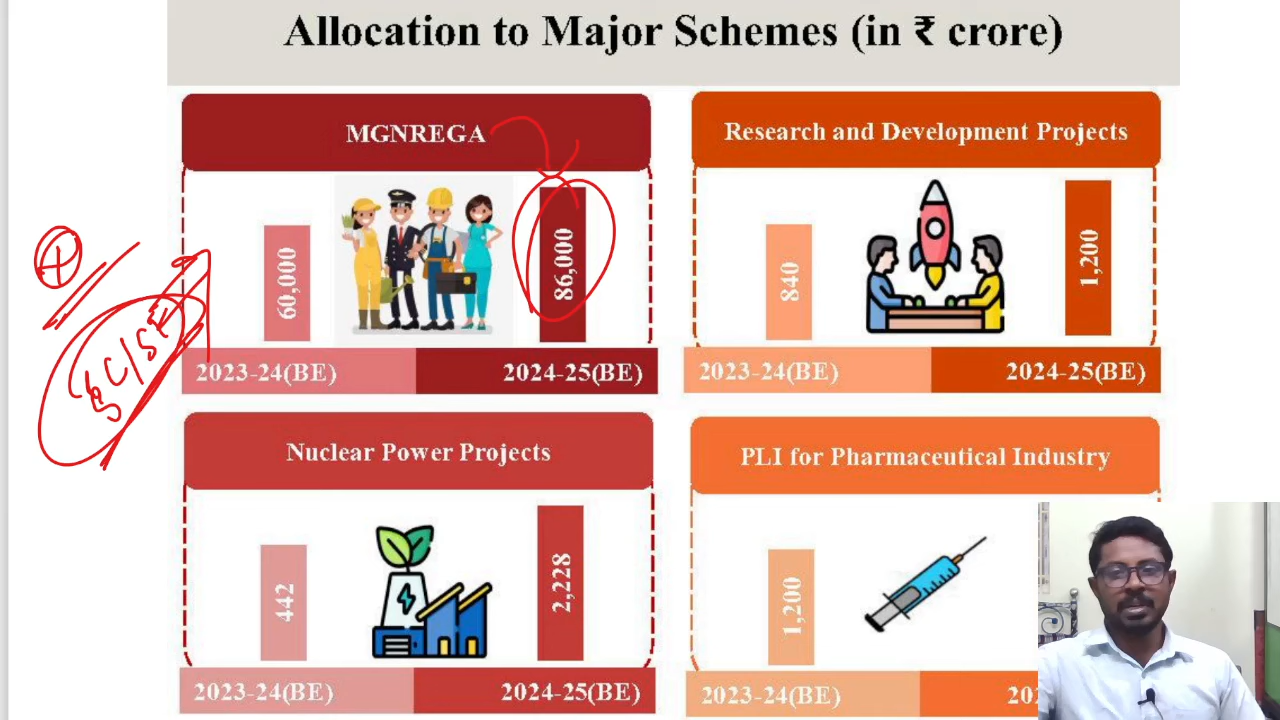 Allocation to Major Schemes (in ₹ crore)
MGNREGA
60,000
86,000
2023-24(BE)
2024-25(BE)
Research and Development Projects
840
1,200
2023-24(BE)
2024-25(BE)
SC/ST
Nuclear Power Projects
442
2,228
2023-24(BE)
2024-25(BE)
PLI for Pharmaceutical Industry
1,200
2023-24(BE)